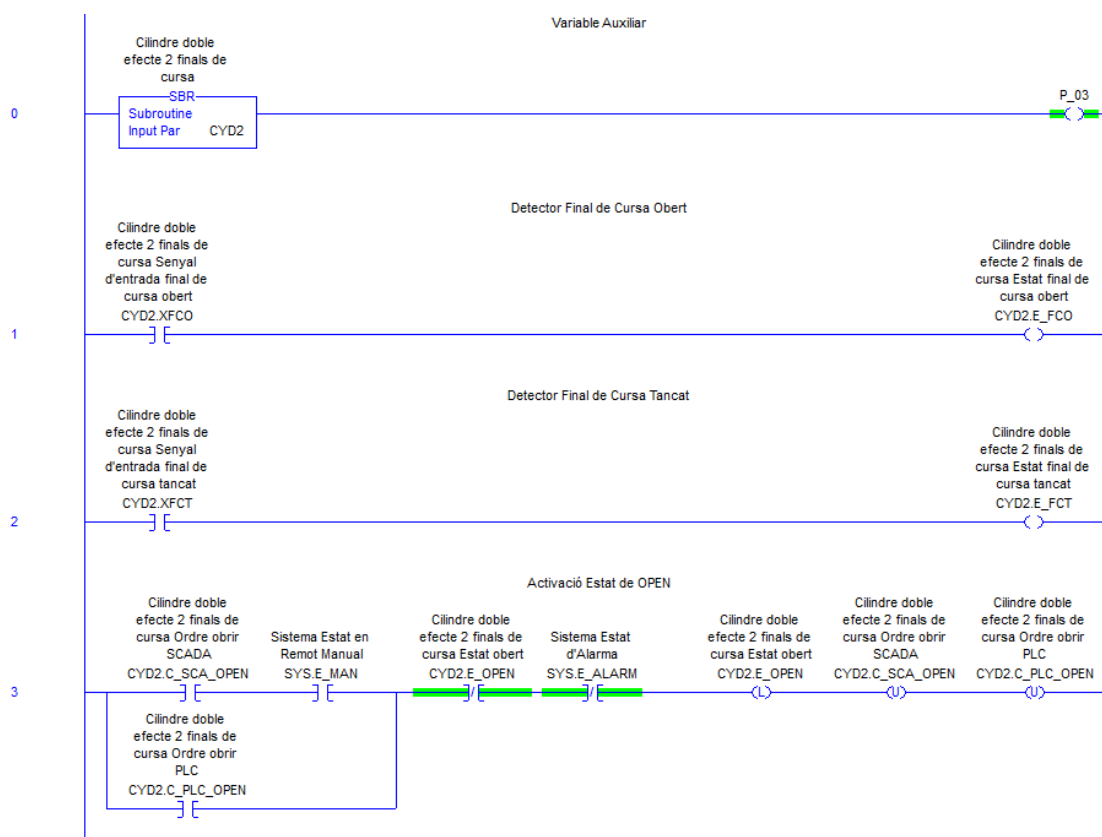 Variable Auxiliar
Cilindre doble
efecte 2 finals de
cursa
SBR
Subroutine
Input Par CYD2
P_03
0
Detector Final de Cursa Obert
Cilindre doble
efecte 2 finals de
cursa Senyal
d'entrada final de
cursa obert
CYD2.XFCO
Cilindre doble
efecte 2 finals de
cursa Estat final de
cursa obert
CYD2.E_FCO
1
Detector Final de Cursa Tancat
Cilindre doble
efecte 2 finals de
cursa Senyal
d'entrada final de
cursa tancat
CYD2.XFCT
Cilindre doble
efecte 2 finals de
cursa Estat final de
cursa tancat
CYD2.E_FCT
2
Activació Estat de OPEN
Cilindre doble
efecte 2 finals de
cursa Ordre obrir
SCADA
CYD2.C_SCA_OPEN
Sistema Estat en
Remot Manual
SYS.E_MAN
Cilindre doble
efecte 2 finals de
cursa Estat obert
CYD2.E_OPEN
Sistema Estat
d'Alarma
SYS.E_ALARM
Cilindre doble
efecte 2 finals de
cursa Estat obert
CYD2.E_OPEN
L
Cilindre doble
efecte 2 finals de
cursa Ordre obrir
SCADA
CYD2.C_SCA_OPEN
U
Cilindre doble
efecte 2 finals de
cursa Ordre obrir
PLC
CYD2.C_PLC_OPEN
U
3
Cilindre doble
efecte 2 finals de
cursa Ordre obrir
PLC
CYD2.C_PLC_OPEN